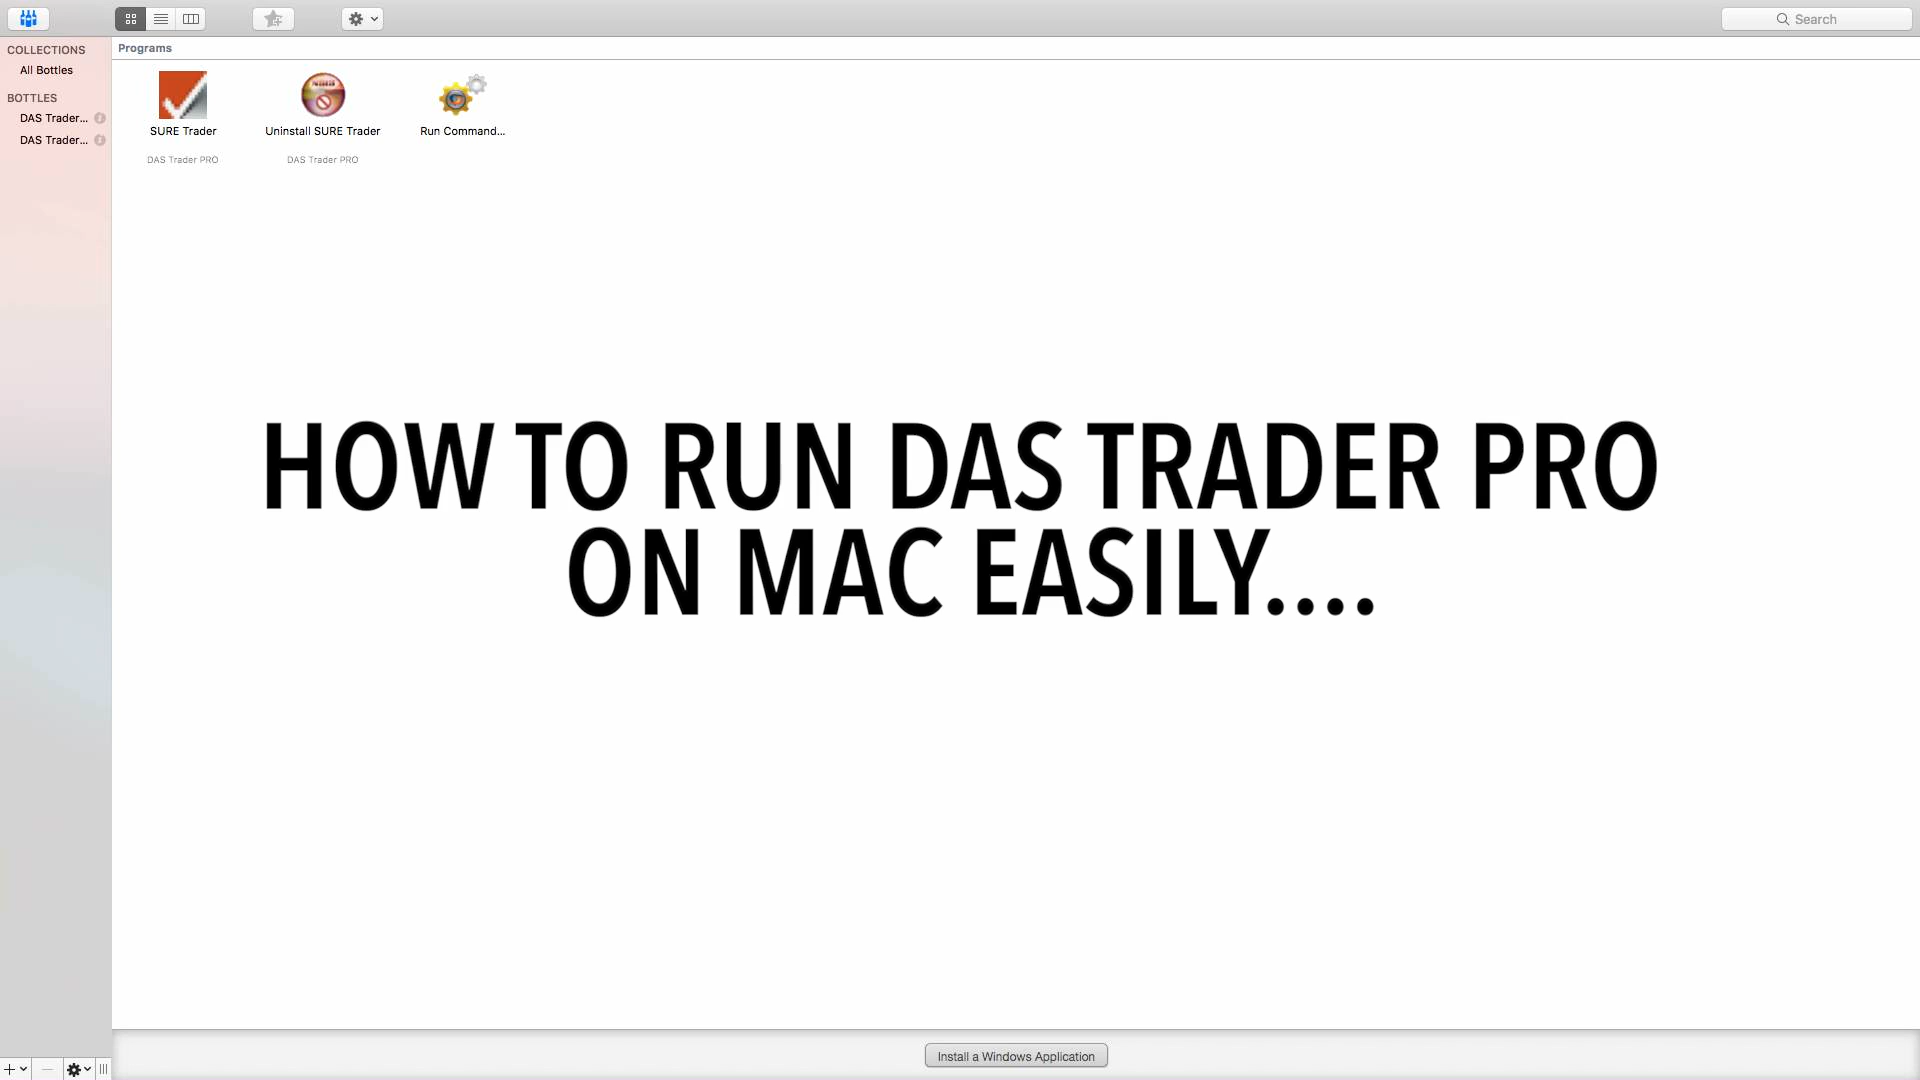 Search
COLLECTIONS
All Bottles
BOTTLES
DAS Trader...
DAS Trader...
Programs
SURE Trader
DAS Trader PRO
Uninstall SURE Trader
DAS Trader PRO
Run Command...
HOW TO RUN DAS TRADER PRO
ON MAC EASILY....
Install a Windows Application